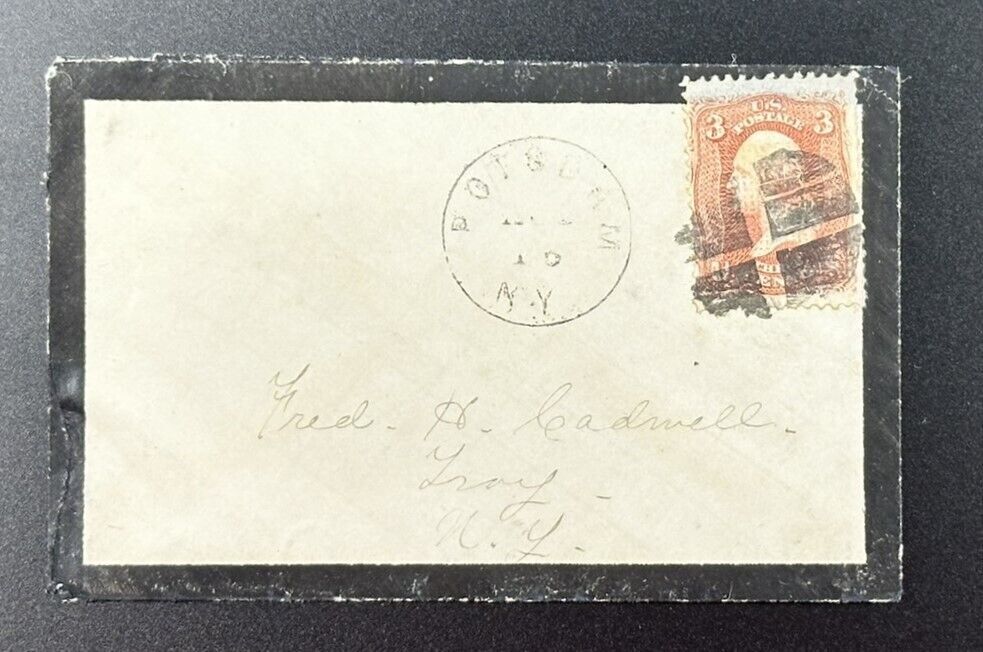 U.S.
POSTAGE
3 3
POTSDAM
N.Y.
Fred. H. Cadwell.
Troy
N. Y.